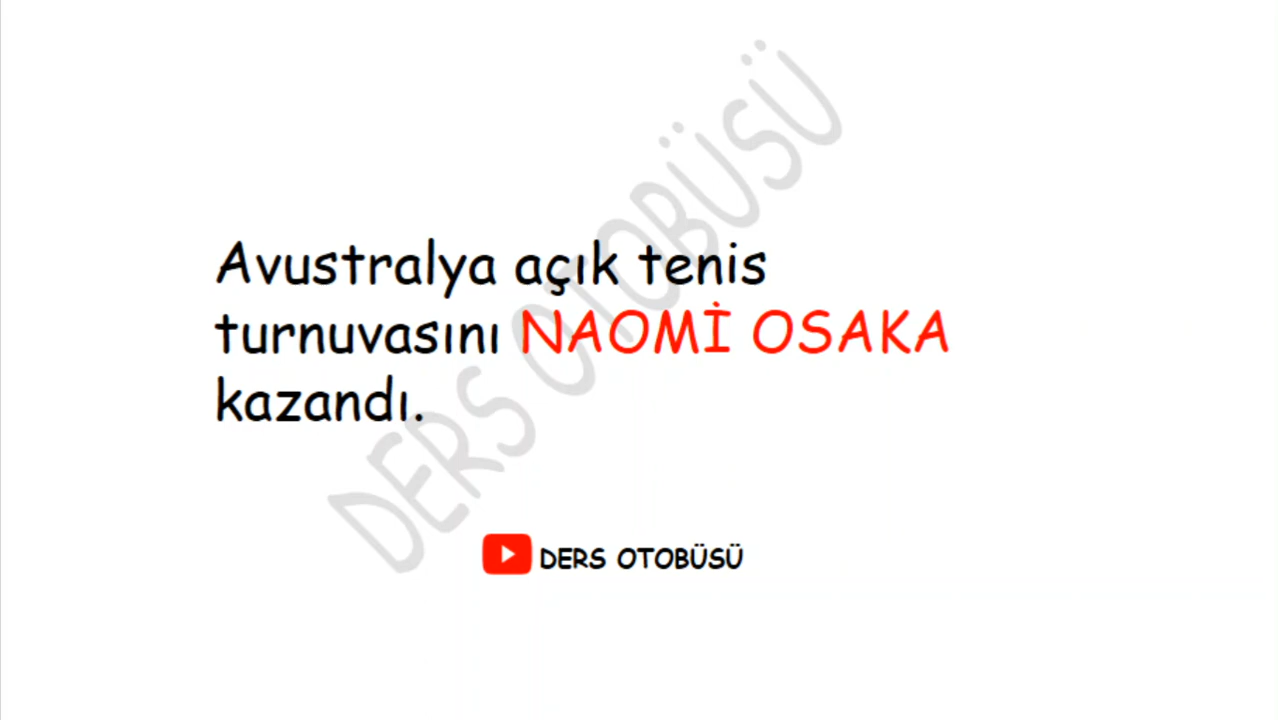 DERS OTOBÜSÜ
Avustralya açık tenis
turnuvasını NAOMİ OSAKA
kazandı.
DERS OTOBÜSÜ